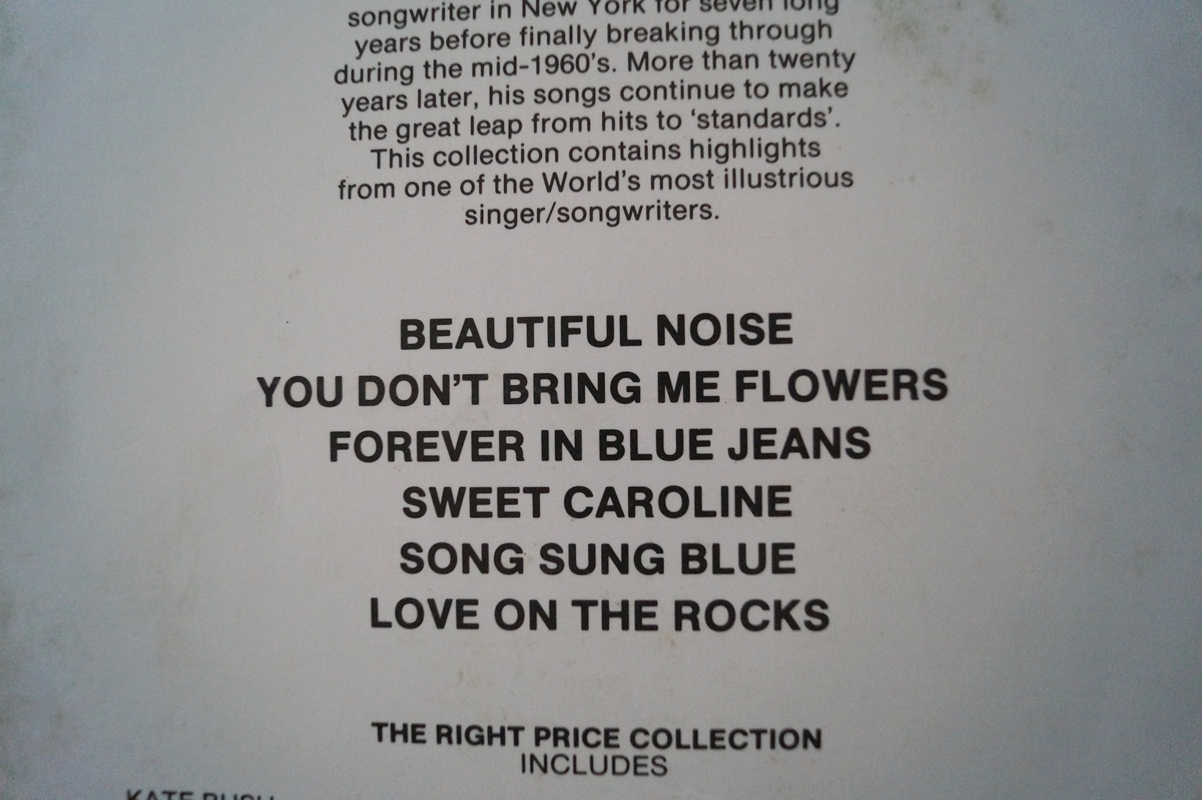 songwriter in New York for seven long
years before finally breaking through
during the mid-1960's. More than twenty
years later, his songs continue to make
the great leap from hits to ‘standards’.
This collection contains highlights
from one of the World's most illustrious
singer/songwriters.
BEAUTIFUL NOISE
YOU DON'T BRING ME FLOWERS
FOREVER IN BLUE JEANS
SWEET CAROLINE
SONG SUNG BLUE
LOVE ON THE ROCKS
THE RIGHT PRICE COLLECTION
INCLUDES
KATE BUSH